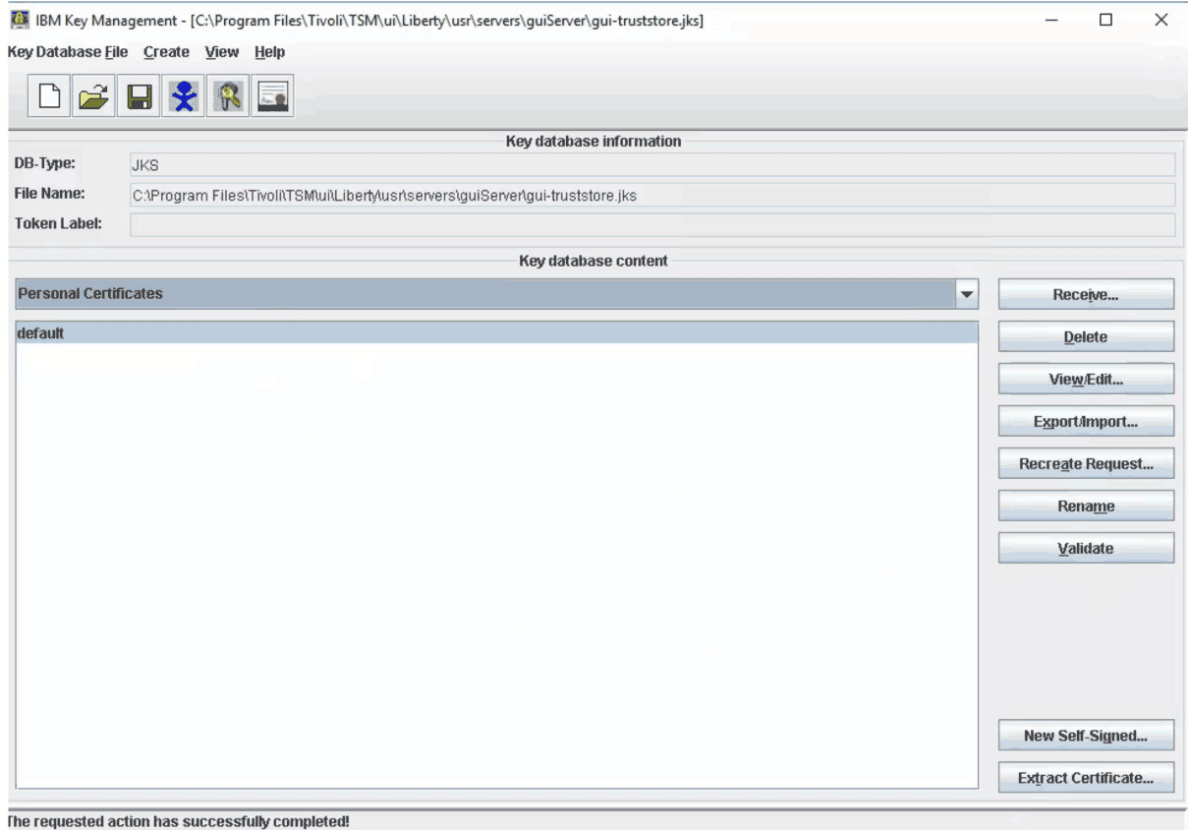 IBM Key Management - [C:\Program Files\Tivoli\TSM\ui\Liberty\usr\servers\guiServer\gui-truststore.jks]
Key Database File Create View Help
Key database information
DB-Type: JKS
File Name: C:\Program Files\Tivoli\TSM\ui\Liberty\usr\servers\guiServer\gui-truststore.jks
Token Label:
Key database content
Personal Certificates
Receive...
default
Delete
View/Edit...
Export/Import...
Recreate Request...
Rename
Validate
New Self-Signed...
Extract Certificate...
The requested action has successfully completed!